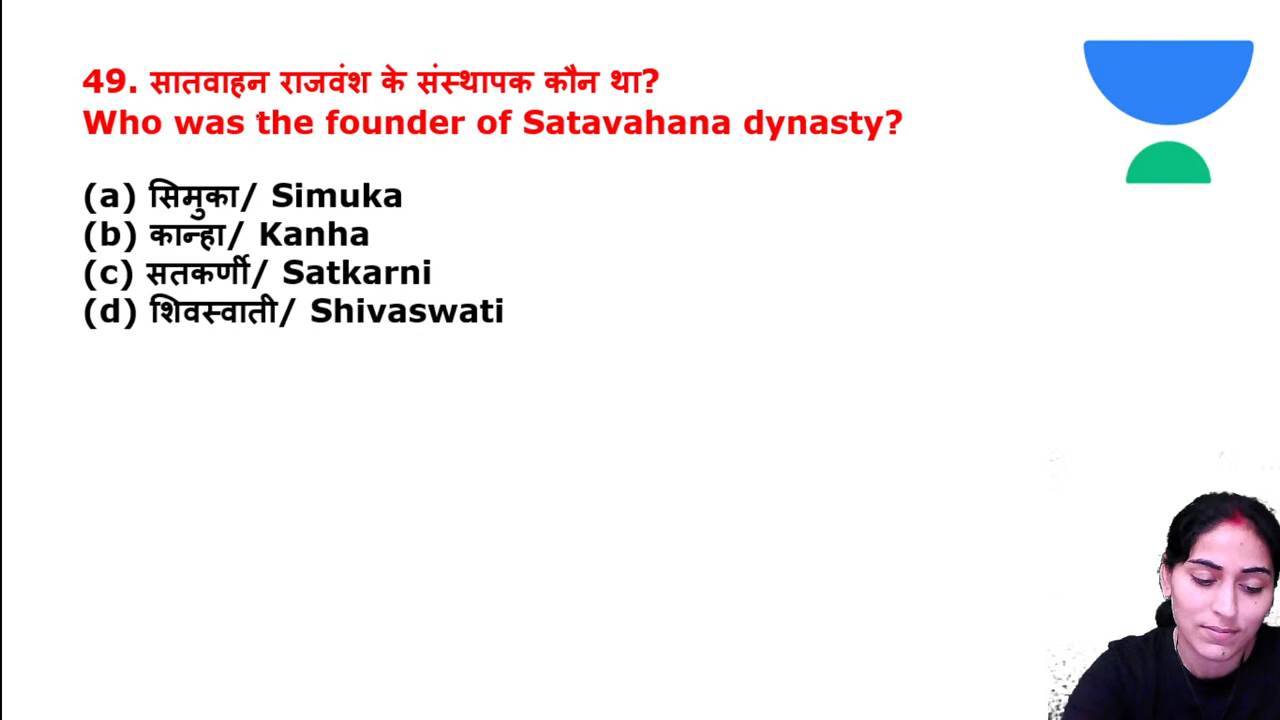 49. सातवाहन राजवंश के संस्थापक कौन था?
Who was the founder of Satavahana dynasty?
(a) सिमुका/ Simuka
(b) कान्हा/ Kanha
(c) सतकर्णी/ Satkarni
(d) शिवस्वाती/ Shivaswati